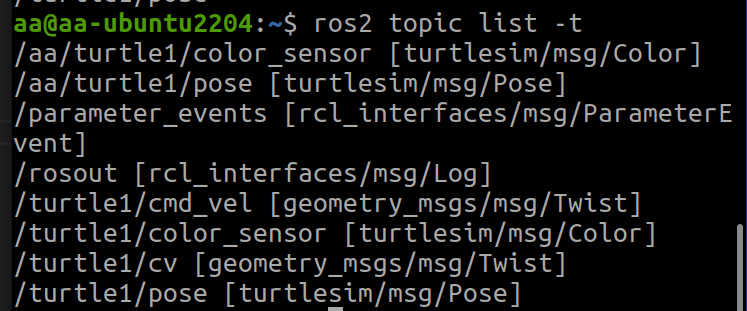 /turtle1/pose
aa@aa-ubuntu2204:~$ ros2 topic list -t
/aa/turtle1/color_sensor [turtlesim/msg/Color]
/aa/turtle1/pose [turtlesim/msg/Pose]
/parameter_events [rcl_interfaces/msg/ParameterE
vent]
/rosout [rcl_interfaces/msg/Log]
/turtle1/cmd_vel [geometry_msgs/msg/Twist]
/turtle1/color_sensor [turtlesim/msg/Color]
/turtle1/cv [geometry_msgs/msg/Twist]
/turtle1/pose [turtlesim/msg/Pose]